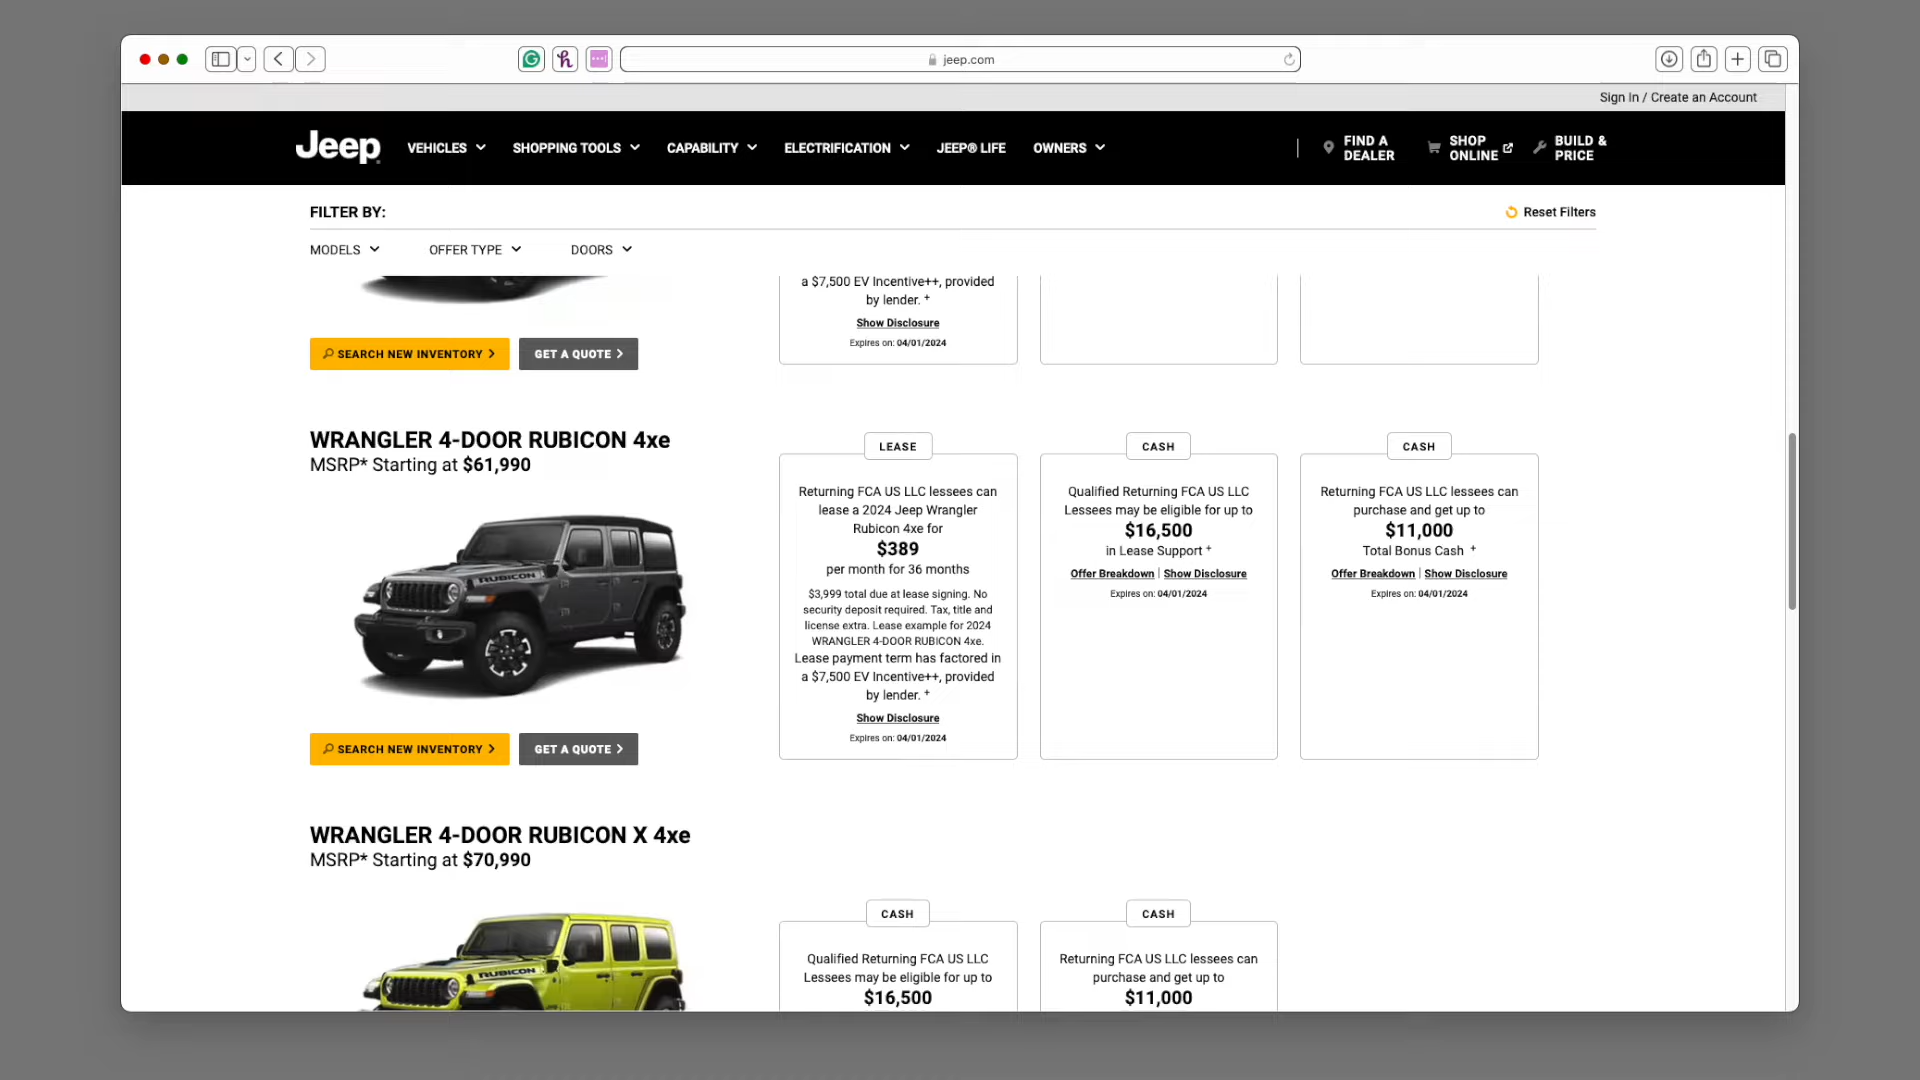 jeep.com
Sign In / Create an Account
Jeep
VEHICLES
SHOPPING TOOLS
CAPABILITY
ELECTRIFICATION
JEEP® LIFE
OWNERS
FIND A
DEALER
SHOP
ONLINE
BUILD &
PRICE
FILTER BY:
Reset Filters
MODELS
OFFER TYPE
DOORS
a $7,500 EV Incentive++, provided
by lender. +
Show Disclosure
Expires on: 04/01/2024
SEARCH NEW INVENTORY
GET A QUOTE
WRANGLER 4-DOOR RUBICON 4xe
MSRP* Starting at $61,990
RUBICON
SEARCH NEW INVENTORY
GET A QUOTE
LEASE
Returning FCA US LLC lessees can
lease a 2024 Jeep Wrangler
Rubicon 4xe for
$389
per month for 36 months
$3,999 total due at lease signing. No
security deposit required. Tax, title and
license extra. Lease example for 2024
WRANGLER 4-DOOR RUBICON 4xe.
Lease payment term has factored in
a $7,500 EV Incentive++, provided
by lender. +
Show Disclosure
Expires on: 04/01/2024
CASH
Qualified Returning FCA US LLC
Lessees may be eligible for up to
$16,500
in Lease Support +
Offer Breakdown | Show Disclosure
Expires on: 04/01/2024
CASH
Returning FCA US LLC lessees can
purchase and get up to
$11,000
Total Bonus Cash +
Offer Breakdown | Show Disclosure
Expires on: 04/01/2024
WRANGLER 4-DOOR RUBICON X 4xe
MSRP* Starting at $70,990
RUBICON
CASH
Qualified Returning FCA US LLC
Lessees may be eligible for up to
$16,500
CASH
Returning FCA US LLC lessees can
purchase and get up to
$11,000